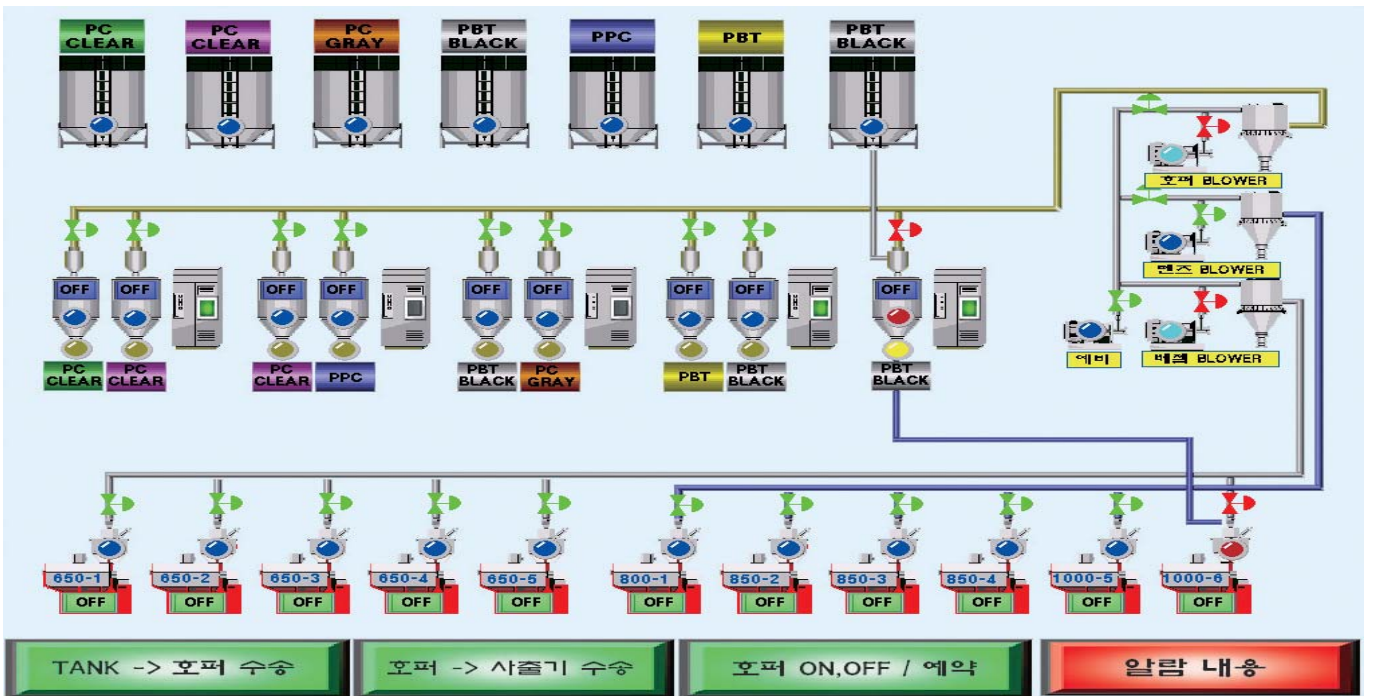 PC CLEAR
PC CLEAR
PC GRAY
PBT BLACK
PPC
PBT
PBT BLACK
호퍼 BLOWER
렌즈 BLOWER
예비
베젤 BLOWER
OFF OFF OFF OFF OFF OFF OFF OFF OFF
PC CLEAR
PC CLEAR
PC CLEAR
PPC
PBT BLACK
PC GRAY
PBT
PBT BLACK
PBT BLACK
650-1 650-2 650-3 650-4 650-5 800-1 850-2 850-3 850-4 1000-5 1000-6
OFF OFF OFF OFF OFF OFF OFF OFF OFF OFF OFF
TANK -> 호퍼 수송
호퍼 -> 사출기 수송
호퍼 ON,OFF / 예약
알람 내용